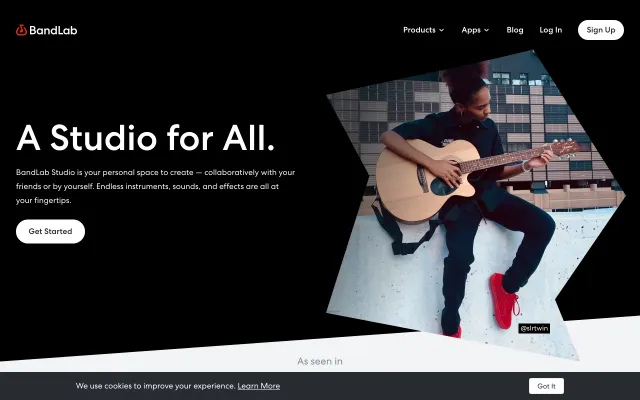 BandLab
Products
Apps
Blog
Log In
Sign Up
A Studio for All.
BandLab Studio is your personal space to create — collaboratively with your
friends or by yourself. Endless instruments, sounds, and effects are all at
your fingertips.
Get Started
@slrtwin
As seen in
We use cookies to improve your experience. Learn More
Got It